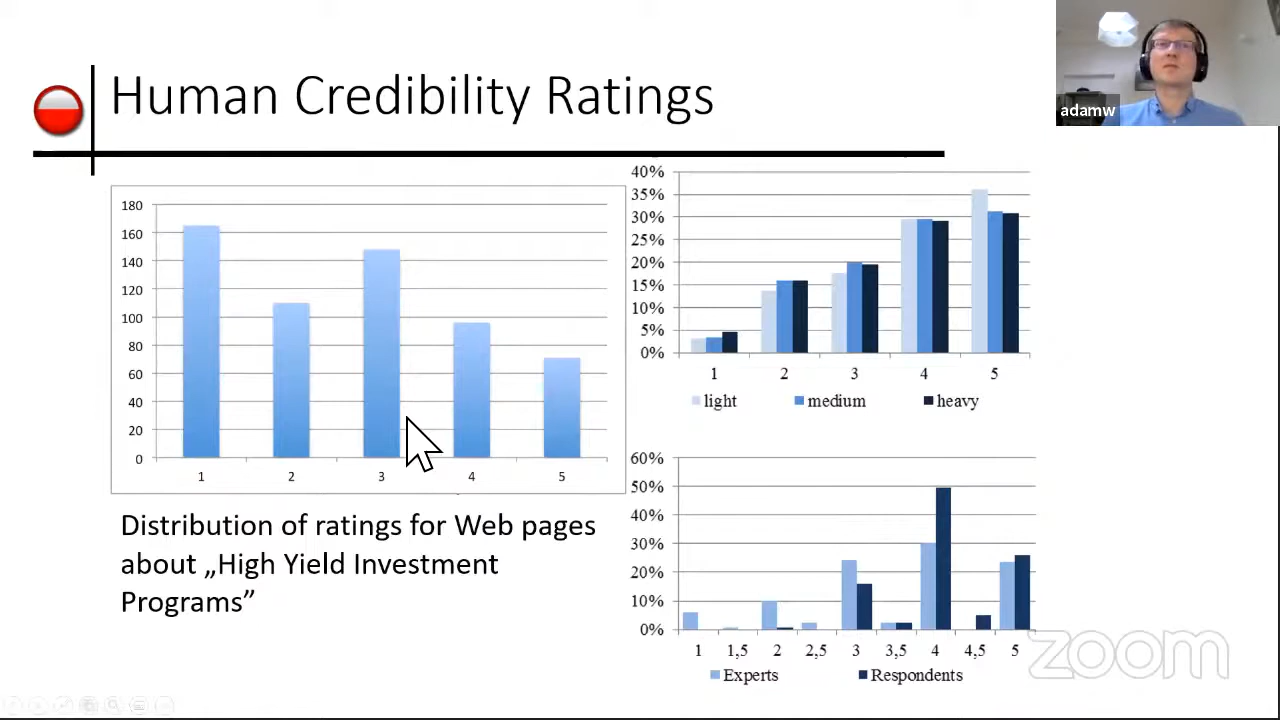 Human Credibility Ratings
adamw
180
160
140
120
100
80
60
40
20
0
1 2 3 4 5
Distribution of ratings for Web pages
about „High Yield Investment
Programs”
40%
35%
30%
25%
20%
15%
10%
5%
0%
1 2 3 4 5
light medium heavy
60%
50%
40%
30%
20%
10%
0%
1 1,5 2 2,5 3 3,5 4 4,5 5
Experts Respondents
zoom